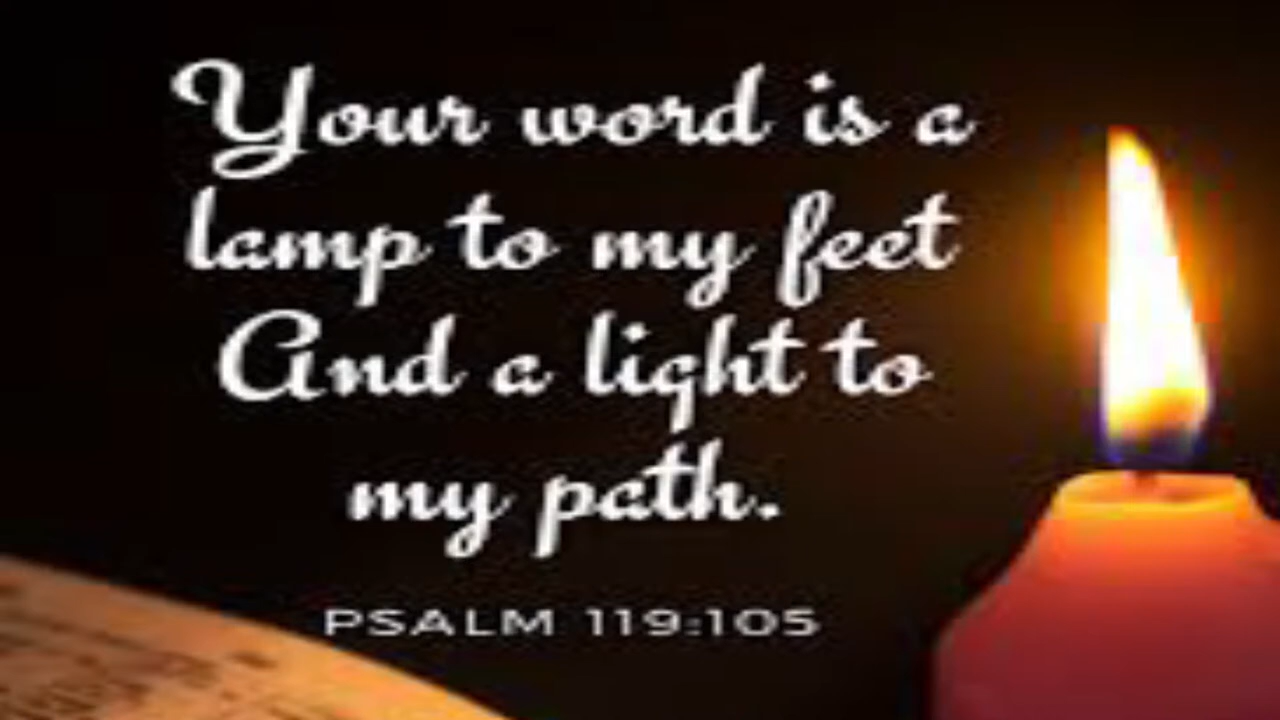 Your word is a
lamp to my feet
And a light to
my path.
PSALM 119:105